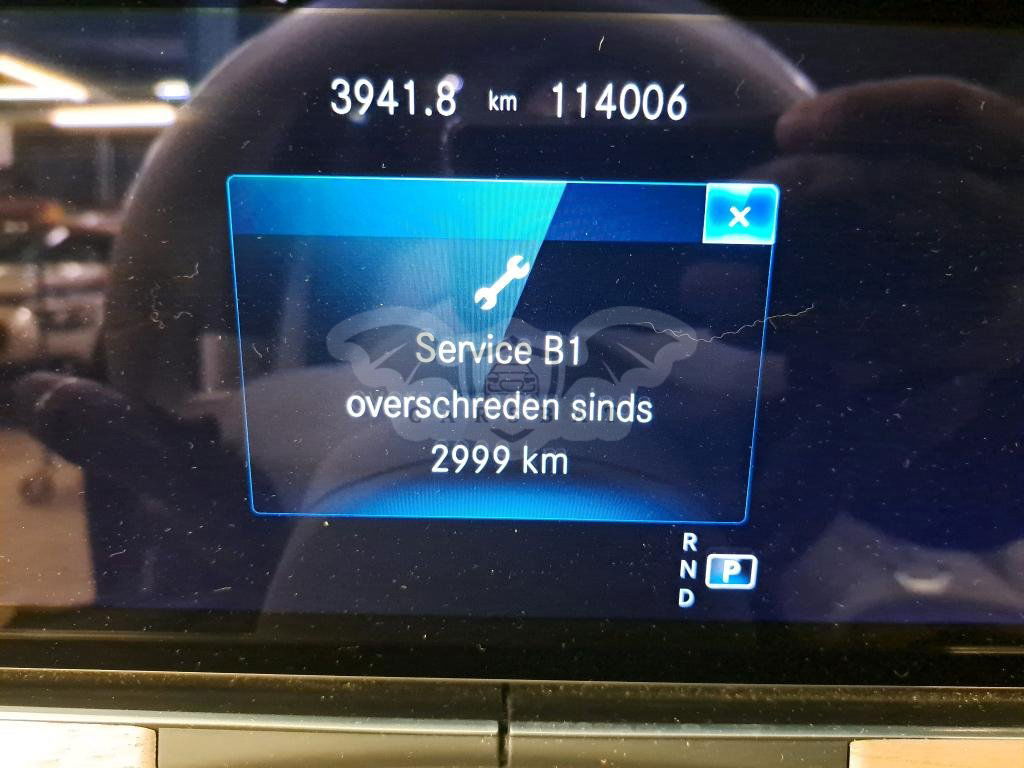 3941.8 km 114006
Service B1
overschreden sinds
2999 km
R
N P
D